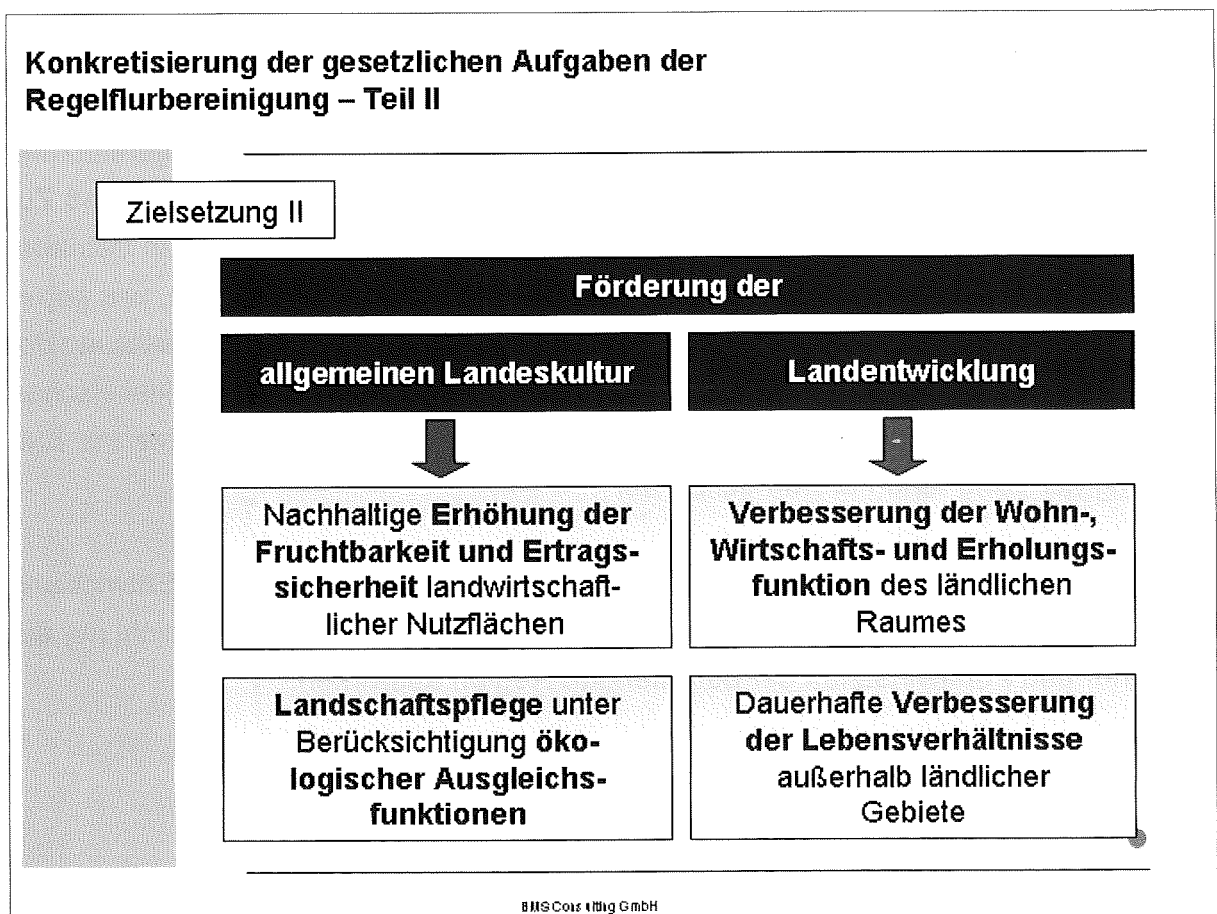 Konkretisierung der gesetzlichen Aufgaben der
Regelflurbereinigung – Teil II
Zielsetzung II
Förderung der
allgemeinen Landeskultur
Landentwicklung
Nachhaltige Erhöhung der
Fruchtbarkeit und Ertrags-
sicherheit landwirtschaft-
licher Nutzflächen
Verbesserung der Wohn-,
Wirtschafts- und Erholungs-
funktion des ländlichen
Raumes
Landschaftspflege unter
Berücksichtigung öko-
logischer Ausgleichs-
funktionen
Dauerhafte Verbesserung
der Lebensverhältnisse
außerhalb ländlicher
Gebiete
BMS Consulting GmbH